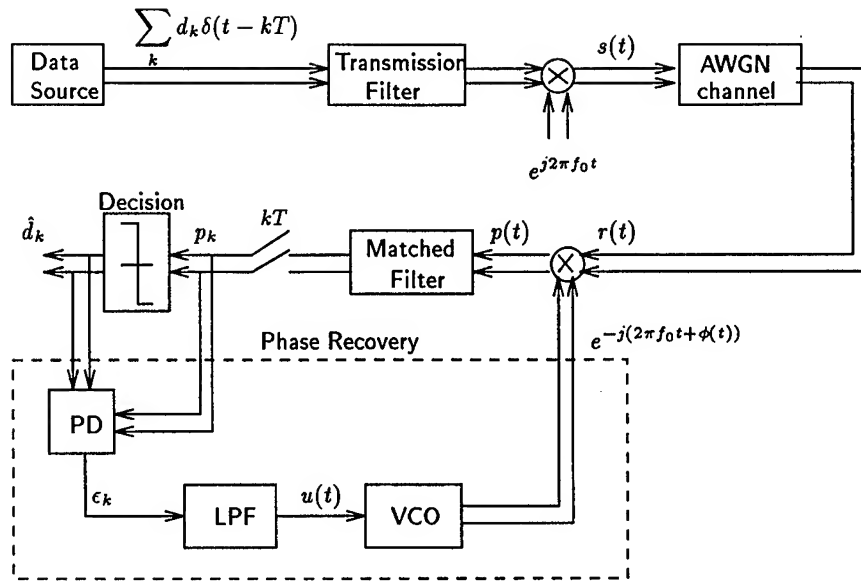 ∑_k d_k δ(t − kT)
Data Source
Transmission Filter
s(t)
AWGN channel
e^{j2πf_0t}
Decision
d̂_k
p_k
kT
Matched Filter
p(t)
r(t)
Phase Recovery
e^{-j(2πf_0t+φ(t))}
PD
ϵ_k
LPF
u(t)
VCO